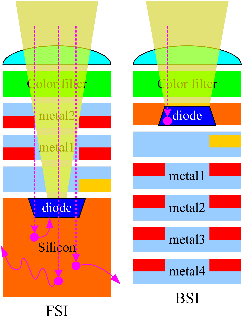 Color filter
metal2
metal1
diode
Silicon
FSI
Color filter
diode
metal1
metal2
metal3
metal4
BSI